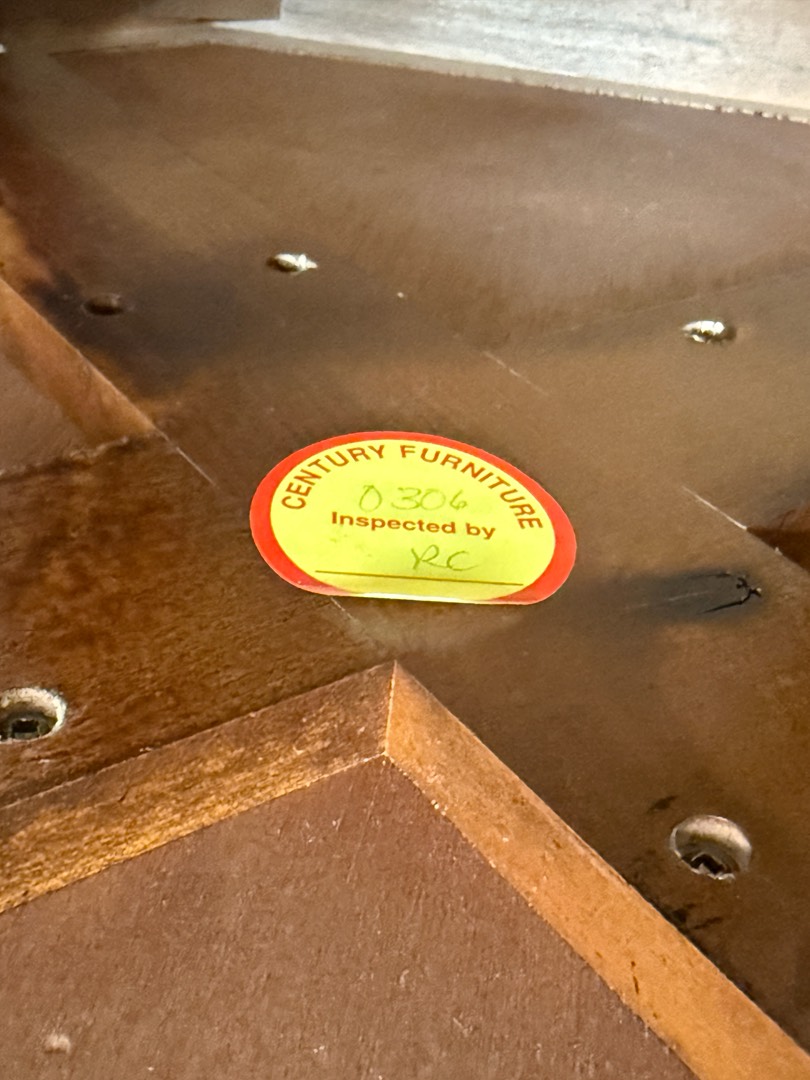 CENTURY FURNITURE
0306
Inspected by
RC